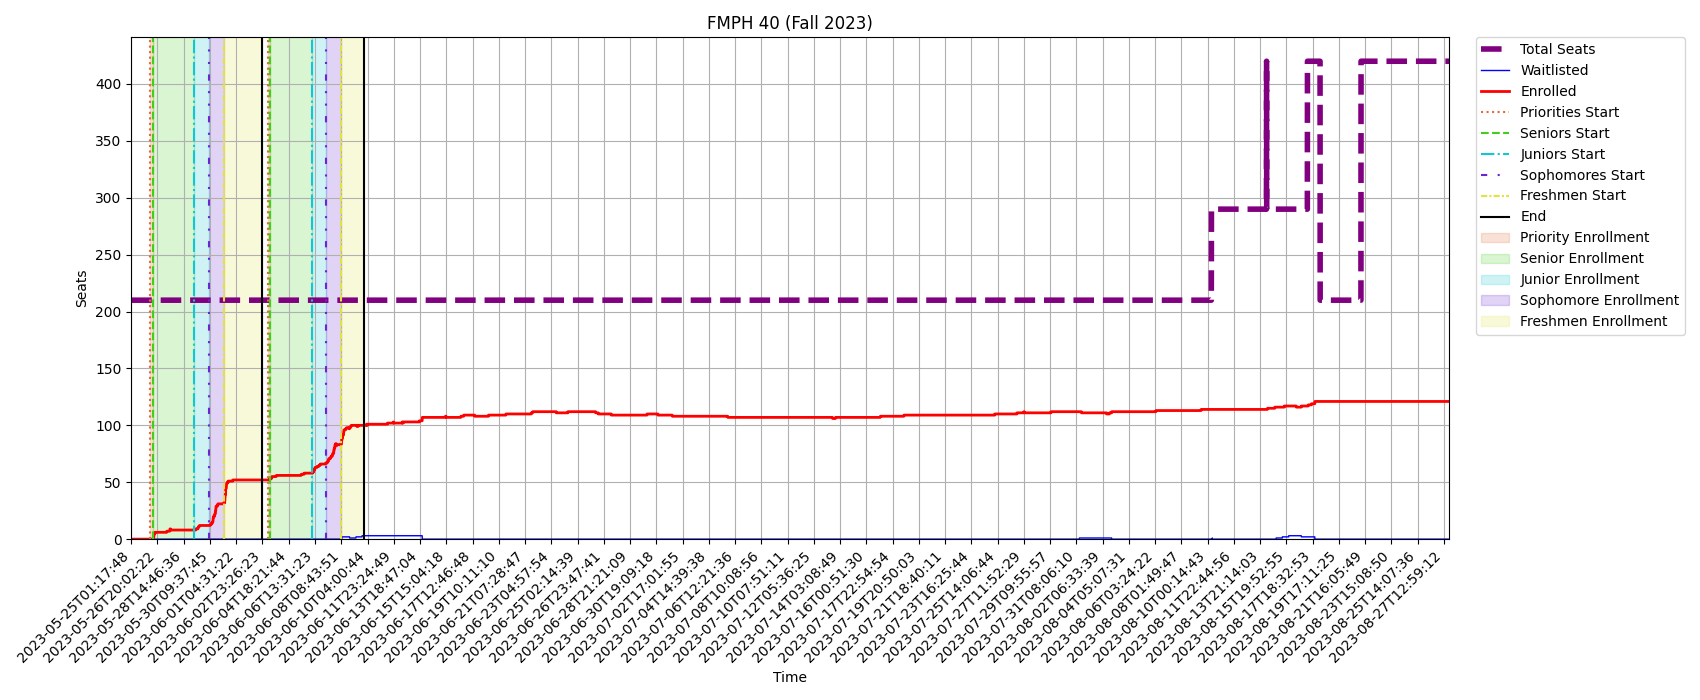 FMPH 40 (Fall 2023)
Seats
400
350
300
250
200
150
100
50
0
2023-05-25T01:17:48
2023-05-26T20:02:22
2023-05-28T14:46:36
2023-05-30T09:37:45
2023-06-01T04:31:22
2023-06-02T23:26:23
2023-06-04T18:21:44
2023-06-06T13:31:23
2023-06-08T08:43:51
2023-06-10T04:00:44
2023-06-11T23:24:49
2023-06-13T18:47:04
2023-06-15T15:04:18
2023-06-17T12:46:48
2023-06-19T10:11:10
2023-06-21T07:28:47
2023-06-23T04:57:54
2023-06-25T02:14:39
2023-06-26T23:47:41
2023-06-28T21:21:09
2023-06-30T19:09:18
2023-07-02T17:01:55
2023-07-04T14:39:38
2023-07-06T12:21:36
2023-07-08T10:08:56
2023-07-10T07:51:11
2023-07-12T05:36:25
2023-07-14T03:08:49
2023-07-16T00:51:30
2023-07-17T22:54:54
2023-07-19T20:50:03
2023-07-21T18:40:11
2023-07-23T16:25:44
2023-07-25T14:06:44
2023-07-27T11:52:29
2023-07-29T09:55:57
2023-07-31T08:06:10
2023-08-02T06:33:39
2023-08-04T05:07:31
2023-08-06T03:24:22
2023-08-08T01:49:47
2023-08-10T00:14:43
2023-08-11T22:44:56
2023-08-13T21:14:03
2023-08-15T19:52:55
2023-08-17T18:32:53
2023-08-19T17:11:25
2023-08-21T16:05:49
2023-08-23T15:08:50
2023-08-25T14:07:36
2023-08-27T12:59:12
Time
Total Seats
Waitlisted
Enrolled
Priorities Start
Seniors Start
Juniors Start
Sophomores Start
Freshmen Start
End
Priority Enrollment
Senior Enrollment
Junior Enrollment
Sophomore Enrollment
Freshmen Enrollment